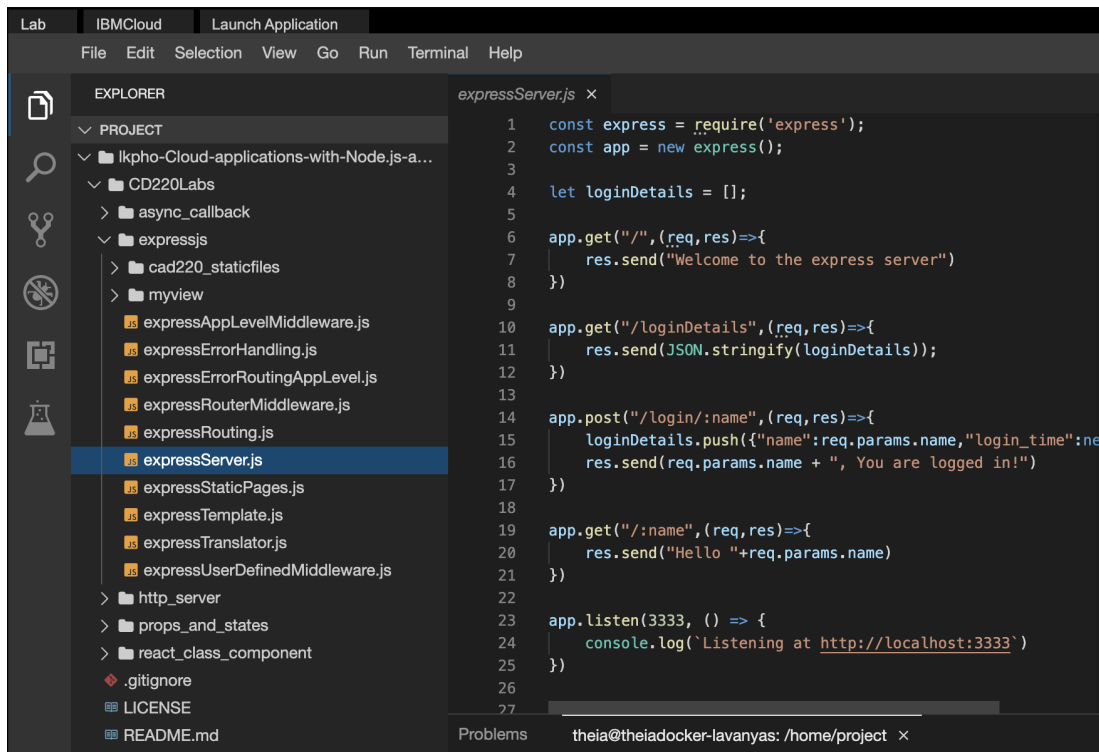 Lab IBMCloud Launch Application
File Edit Selection View Go Run Terminal Help
EXPLORER
PROJECT
lkpho-Cloud-applications-with-Node.js-a...
CD220Labs
async_callback
expressjs
cad220_staticfiles
myview
expressAppLevelMiddleware.js
expressErrorHandling.js
expressErrorRoutingAppLevel.js
expressRouterMiddleware.js
expressRouting.js
expressServer.js
expressStaticPages.js
expressTemplate.js
expressTranslator.js
expressUserDefinedMiddleware.js
http_server
props_and_states
react_class_component
.gitignore
LICENSE
README.md
expressServer.js ×
1 const express = require('express');
2 const app = new express();
3
4 let loginDetails = [];
5
6 app.get("/",(req,res)=>{
7     res.send("Welcome to the express server")
8 })
9
10 app.get("/loginDetails",(req,res)=>{
11     res.send(JSON.stringify(loginDetails));
12 })
13
14 app.post("/login/:name",(req,res)=>{
15     loginDetails.push({"name":req.params.name,"login_time":ne
16     res.send(req.params.name + ", You are logged in!")
17 })
18
19 app.get("/:name",(req,res)=>{
20     res.send("Hello "+req.params.name)
21 })
22
23 app.listen(3333, () => {
24     console.log(`Listening at http://localhost:3333`)
25 })
26
27
Problems theia@theiadocker-lavanyas: /home/project ×